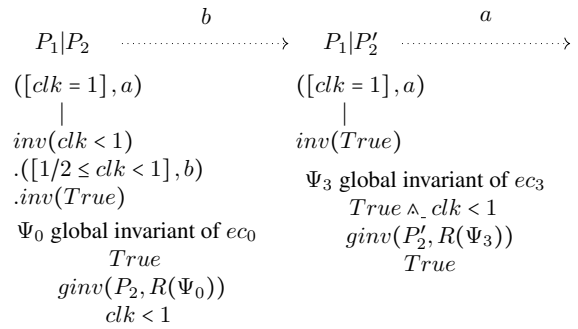 b a
P₁|P₂ P₁|P₂′
([clk = 1], a) ([clk = 1], a)
| |
inv(clk < 1) inv(True)
.([1/2 ≤ clk < 1], b)
.inv(True)
Ψ₃ global invariant of ec₃
Ψ₀ global invariant of ec₀
True ∧̣ clk < 1
True
ginv(P₂′, R(Ψ₃))
ginv(P₂, R(Ψ₀))
True
clk < 1